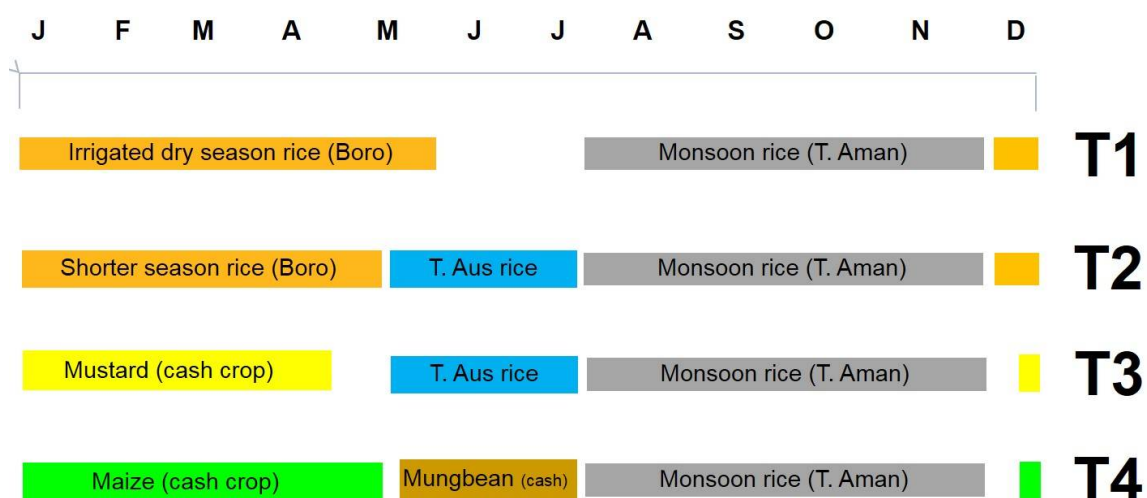 J F M A M J J A S O N D
Irrigated dry season rice (Boro) Monsoon rice (T. Aman) T1
Shorter season rice (Boro) T. Aus rice Monsoon rice (T. Aman) T2
Mustard (cash crop) T. Aus rice Monsoon rice (T. Aman) T3
Maize (cash crop) Mungbean (cash) Monsoon rice (T. Aman) T4